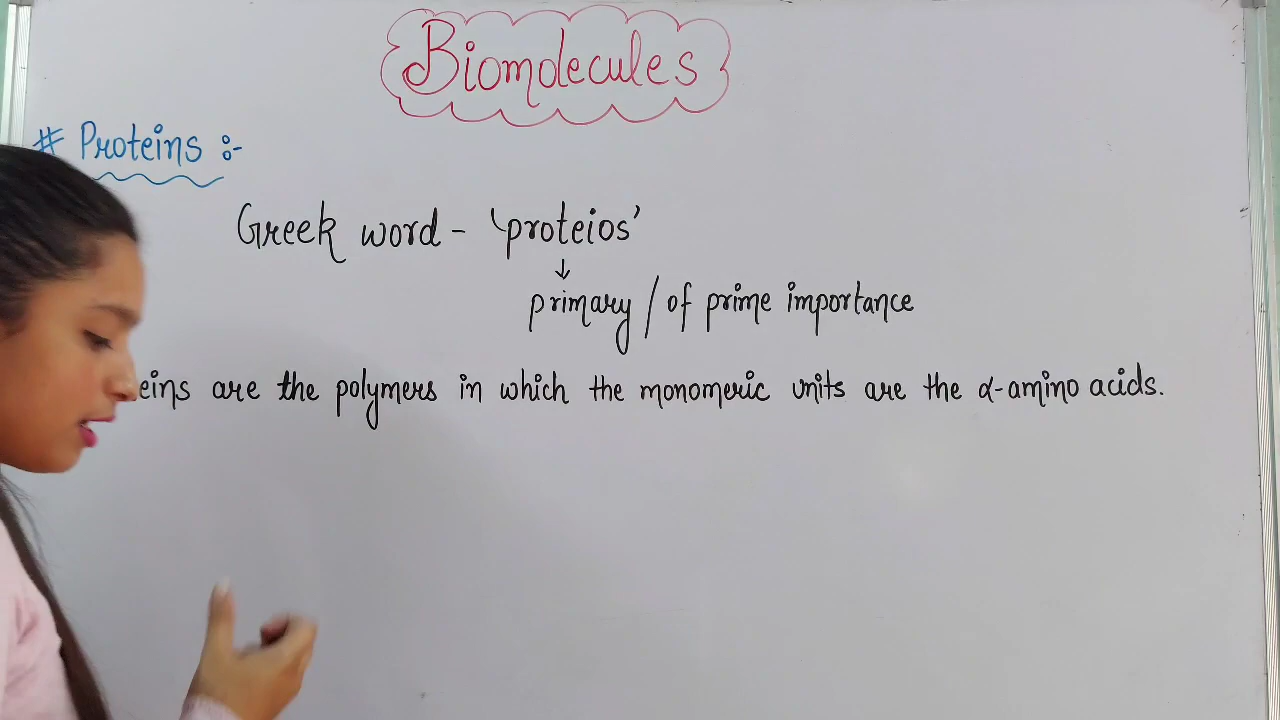 Biomolecules
# Proteins :-
Greek word - 'proteios'
↓
primary / of prime importance
eins are the polymers in which the monomeric units are the α-amino acids.